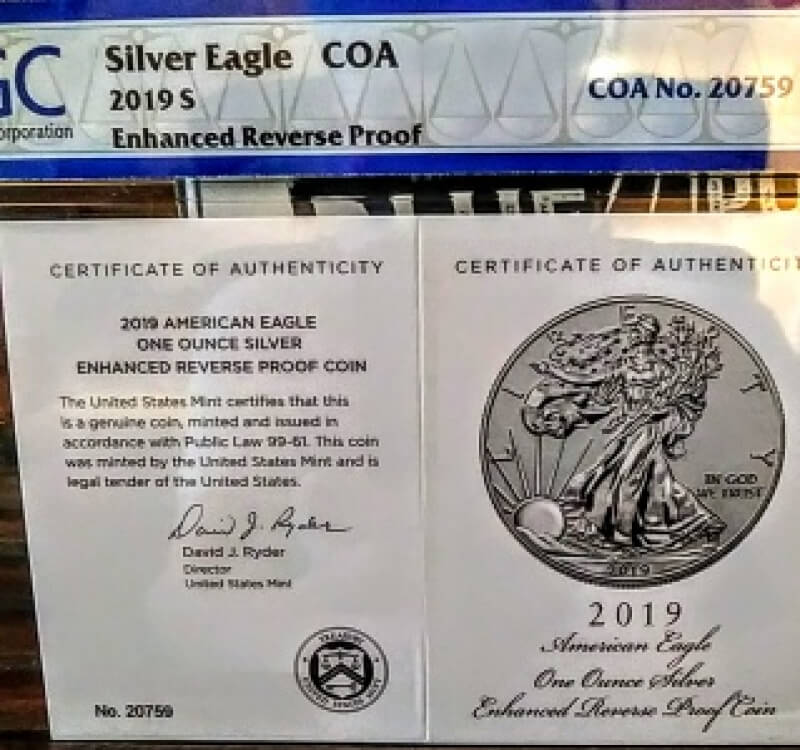 GC
Silver Eagle COA
2019 S
COA No. 20759
orporation
Enhanced Reverse Proof
CERTIFICATE OF AUTHENTICITY
2019 AMERICAN EAGLE
ONE OUNCE SILVER
ENHANCED REVERSE PROOF COIN
The United States Mint certifies that this
is a genuine coin, minted and issued in
accordance with Public Law 99-61. This coin
was minted by the United States Mint and is
legal tender of the United States.
David J. Ryder
David J. Ryder
Director
United States Mint
No. 20759
CERTIFICATE OF AUTHENTICIT
LIBERTY
IN GOD
WE TRUST
2019
2019
American Eagle
One Ounce Silver
Enhanced Reverse Proof Coin